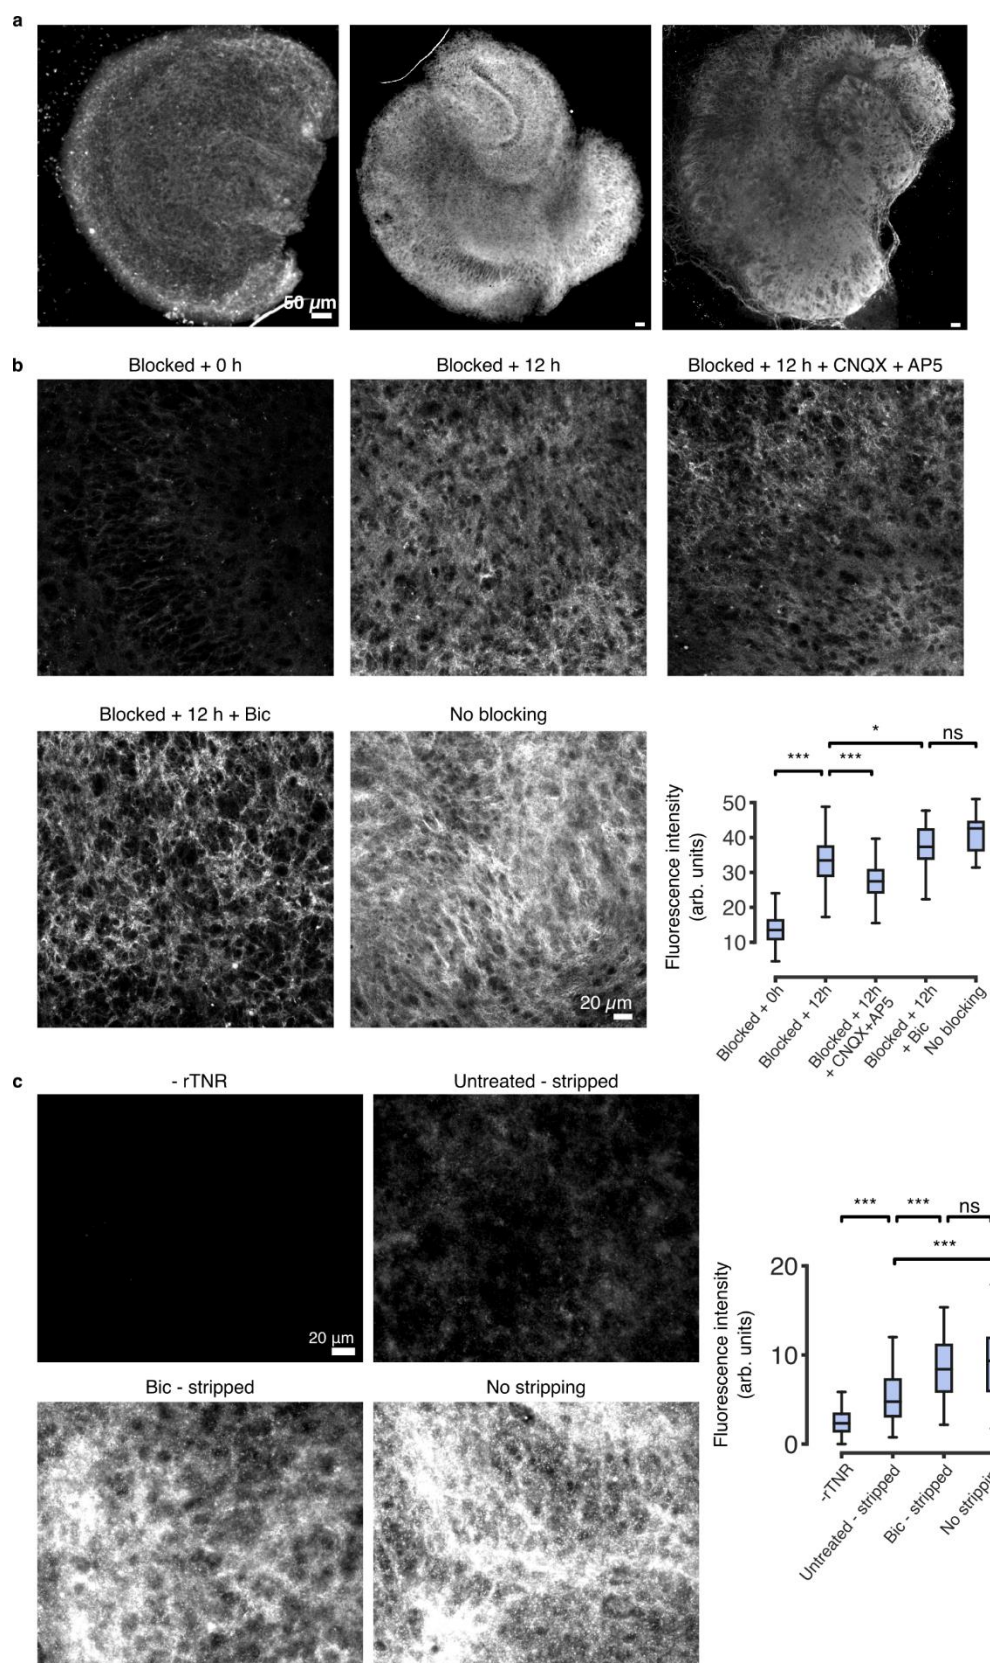 a
50 µm
b
Blocked + 0 h
Blocked + 12 h
Blocked + 12 h + CNQX + AP5
Blocked + 12 h + Bic
No blocking
20 µm
*
ns
***
***
Fluorescence intensity
(arb. units)
50
40
30
20
10
Blocked + 0h
Blocked + 12h
Blocked + 12h
+ CNQX+AP5
Blocked + 12h
+ Bic
No blocking
c
- rTNR
Untreated - stripped
20 µm
Bic - stripped
No stripping
***
***
ns
***
Fluorescence intensity
(arb. units)
20
10
0
-rTNR
Untreated - stripped
Bic - stripped
No strippin